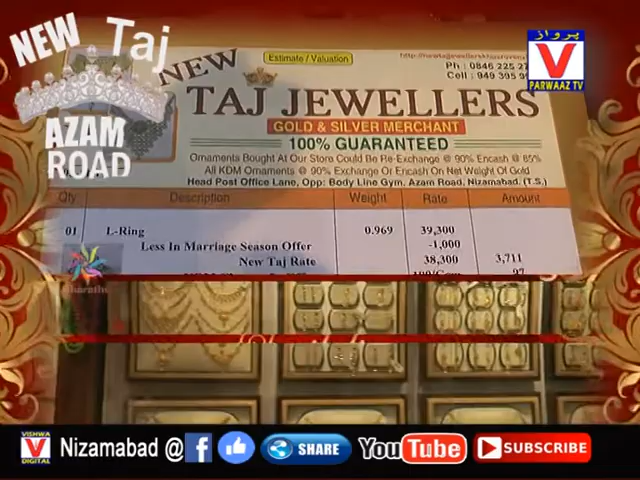 NEW Taj
AZAM
ROAD
Estimate / Valuation
Ph : 0846 225 27
Cell : 949 395 9
NEW
TAJ JEWELLERS
GOLD & SILVER MERCHANT
100% GUARANTEE
Ornaments Bought At Our Store Could Be Re-Exchange @ 90% Encash @ 85%
All KDM Ornaments @ 90% Exchange Or Encash On Net Weight Of Gold
Head Post Office Lane, Opp: Body Line Gym, Azam Road, Nizamabad. (T.S.)
Qty. Description Weight Rate Amount
01 L-Ring 0.969 39,300
Less In Marriage Season Offer -1,000
New Taj Rate 38,300 3,711
پرواز
V
PARWAAZ TV
Bharathi
VISHWA
V
DIGITAL
Nizamabad @ f SHARE YouTube SUBSCRIBE